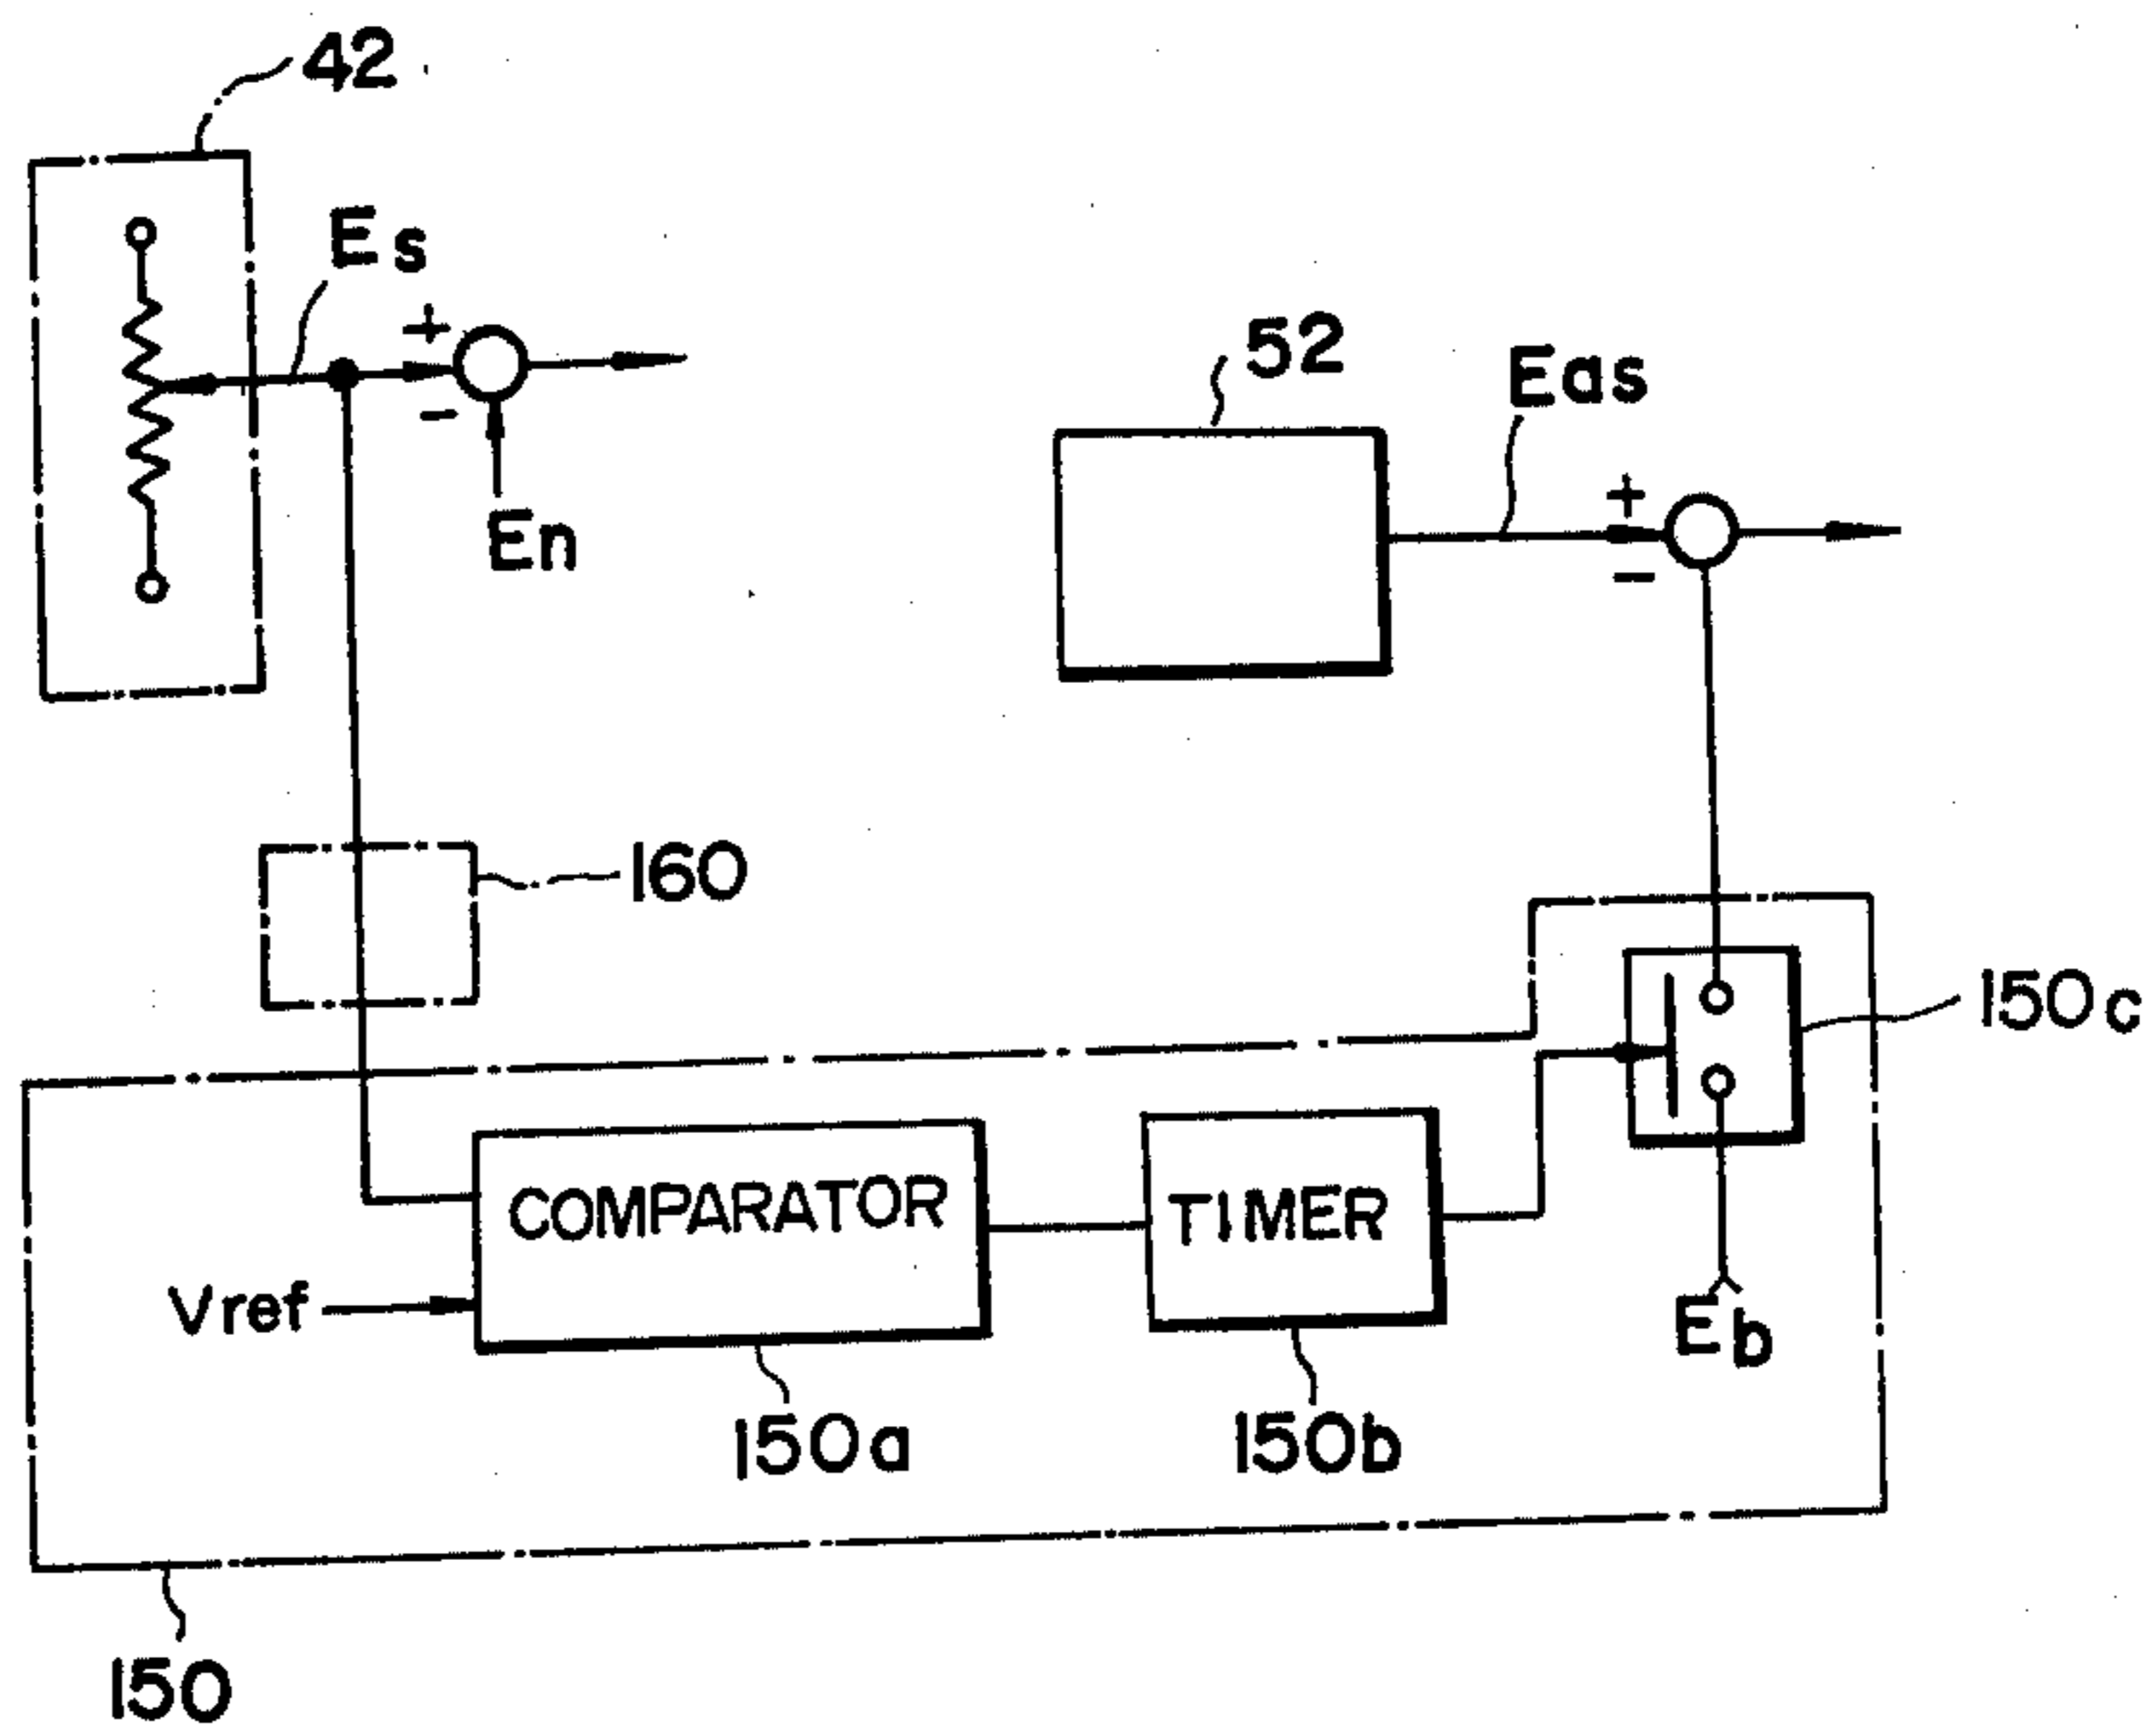 42
Es
+
−
En
52
Eas
+
−
160
150c
COMPARATOR
TIMER
Vref
Eb
150a
150b
150